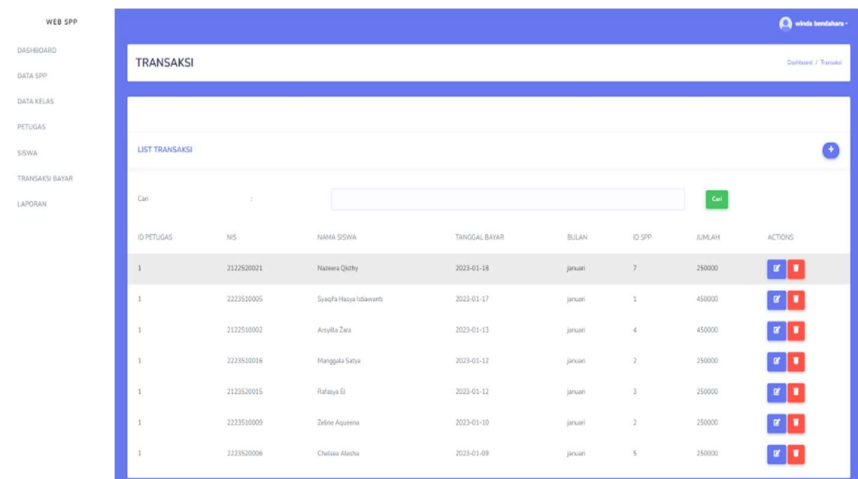 WEB SPP
winda bendahara
DASHBOARD
DATA SPP
DATA KELAS
PETUGAS
SISWA
TRANSAKSI BAYAR
LAPORAN
TRANSAKSI
Dashboard / Transaksi
LIST TRANSAKSI
+
Cari : Cari
ID PETUGAS NIS NAMA SISWA TANGGAL BAYAR BULAN ID SPP JUMLAH ACTIONS
1 2122520021 Nazeera Qisthy 2023-01-18 januari 7 250000
1 2223510005 Syaqifa Hasya 2023-01-17 januari 1 450000
1 2122510002 Arsyilla Zara 2023-01-13 januari 4 450000
1 2223510016 Manggala Satya 2023-01-12 januari 2 250000
1 2123520015 Rafasya El 2023-01-12 januari 3 250000
1 2223510009 Zeline Aqueena 2023-01-10 januari 2 250000
1 2223520006 Chelsea Alesha 2023-01-09 januari 5 250000